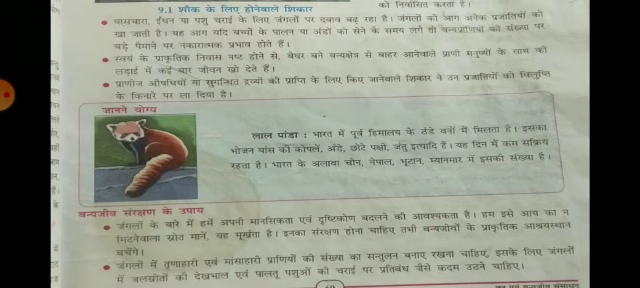 को निर्वासित करता है।
9.1 शौक के लिए होनेवाले शिकार
• घासचारा, ईंधन या पशु चराई के लिए जंगलों पर दबाव बढ़ रहा है। जंगलों को आग अनेक प्रजातियों को
खा जाती है। यह आग यदि बच्चों के पालन या अंडों को सेने के समय लगे तो वन्यप्राणियों की संख्या पर
बड़े पैमाने पर नकारात्मक प्रभाव होते हैं।
• स्वयं के प्राकृतिक निवास नष्ट होने से, बेघर बने वन्यक्षेत्र से बाहर आनेवाले प्राणी मनुष्यों के साथ की
लड़ाई में कई बार जीवन खो देते हैं।
• प्राणीज औषधियों या सुगन्धित द्रव्यों की प्राप्ति के लिए किए जानेवाले शिकार ने उन प्रजातियों को विलुप्ति
के किनारे पर ला दिया है।
जानने योग्य
लाल पांडा : भारत में पूर्व हिमालय के ठंडे वनों में मिलता है। इसका
भोजन बांस की कोपलें, अंडे, छोटे पक्षी, जंतु इत्यादि हैं। यह दिन में कम सक्रिय
रहता है। भारत के अलावा चीन, नेपाल, भूटान, म्यानमार में इसकी संख्या है।
वन्यजीव संरक्षण के उपाय
• जंगलों के बारे में हमें अपनी मानसिकता एवं दृष्टिकोण बदलने की आवश्यकता है। हम इसे आय का न
मिटनेवाला स्रोत मानें, यह मूर्खता है। इनका संरक्षण होना चाहिए तभी वन्यजीवों के प्राकृतिक आश्रयस्थान
बचेंगे।
• जंगलों में तृणाहारी एवं मांसाहारी प्राणियों की संख्या का सन्तुलन बनाए रखना चाहिए, इसके लिए जंगलों
में जलस्रोतों की देखभाल एवं पालतू पशुओं की चराई पर प्रतिबंध जैसे कदम उठने चाहिए।